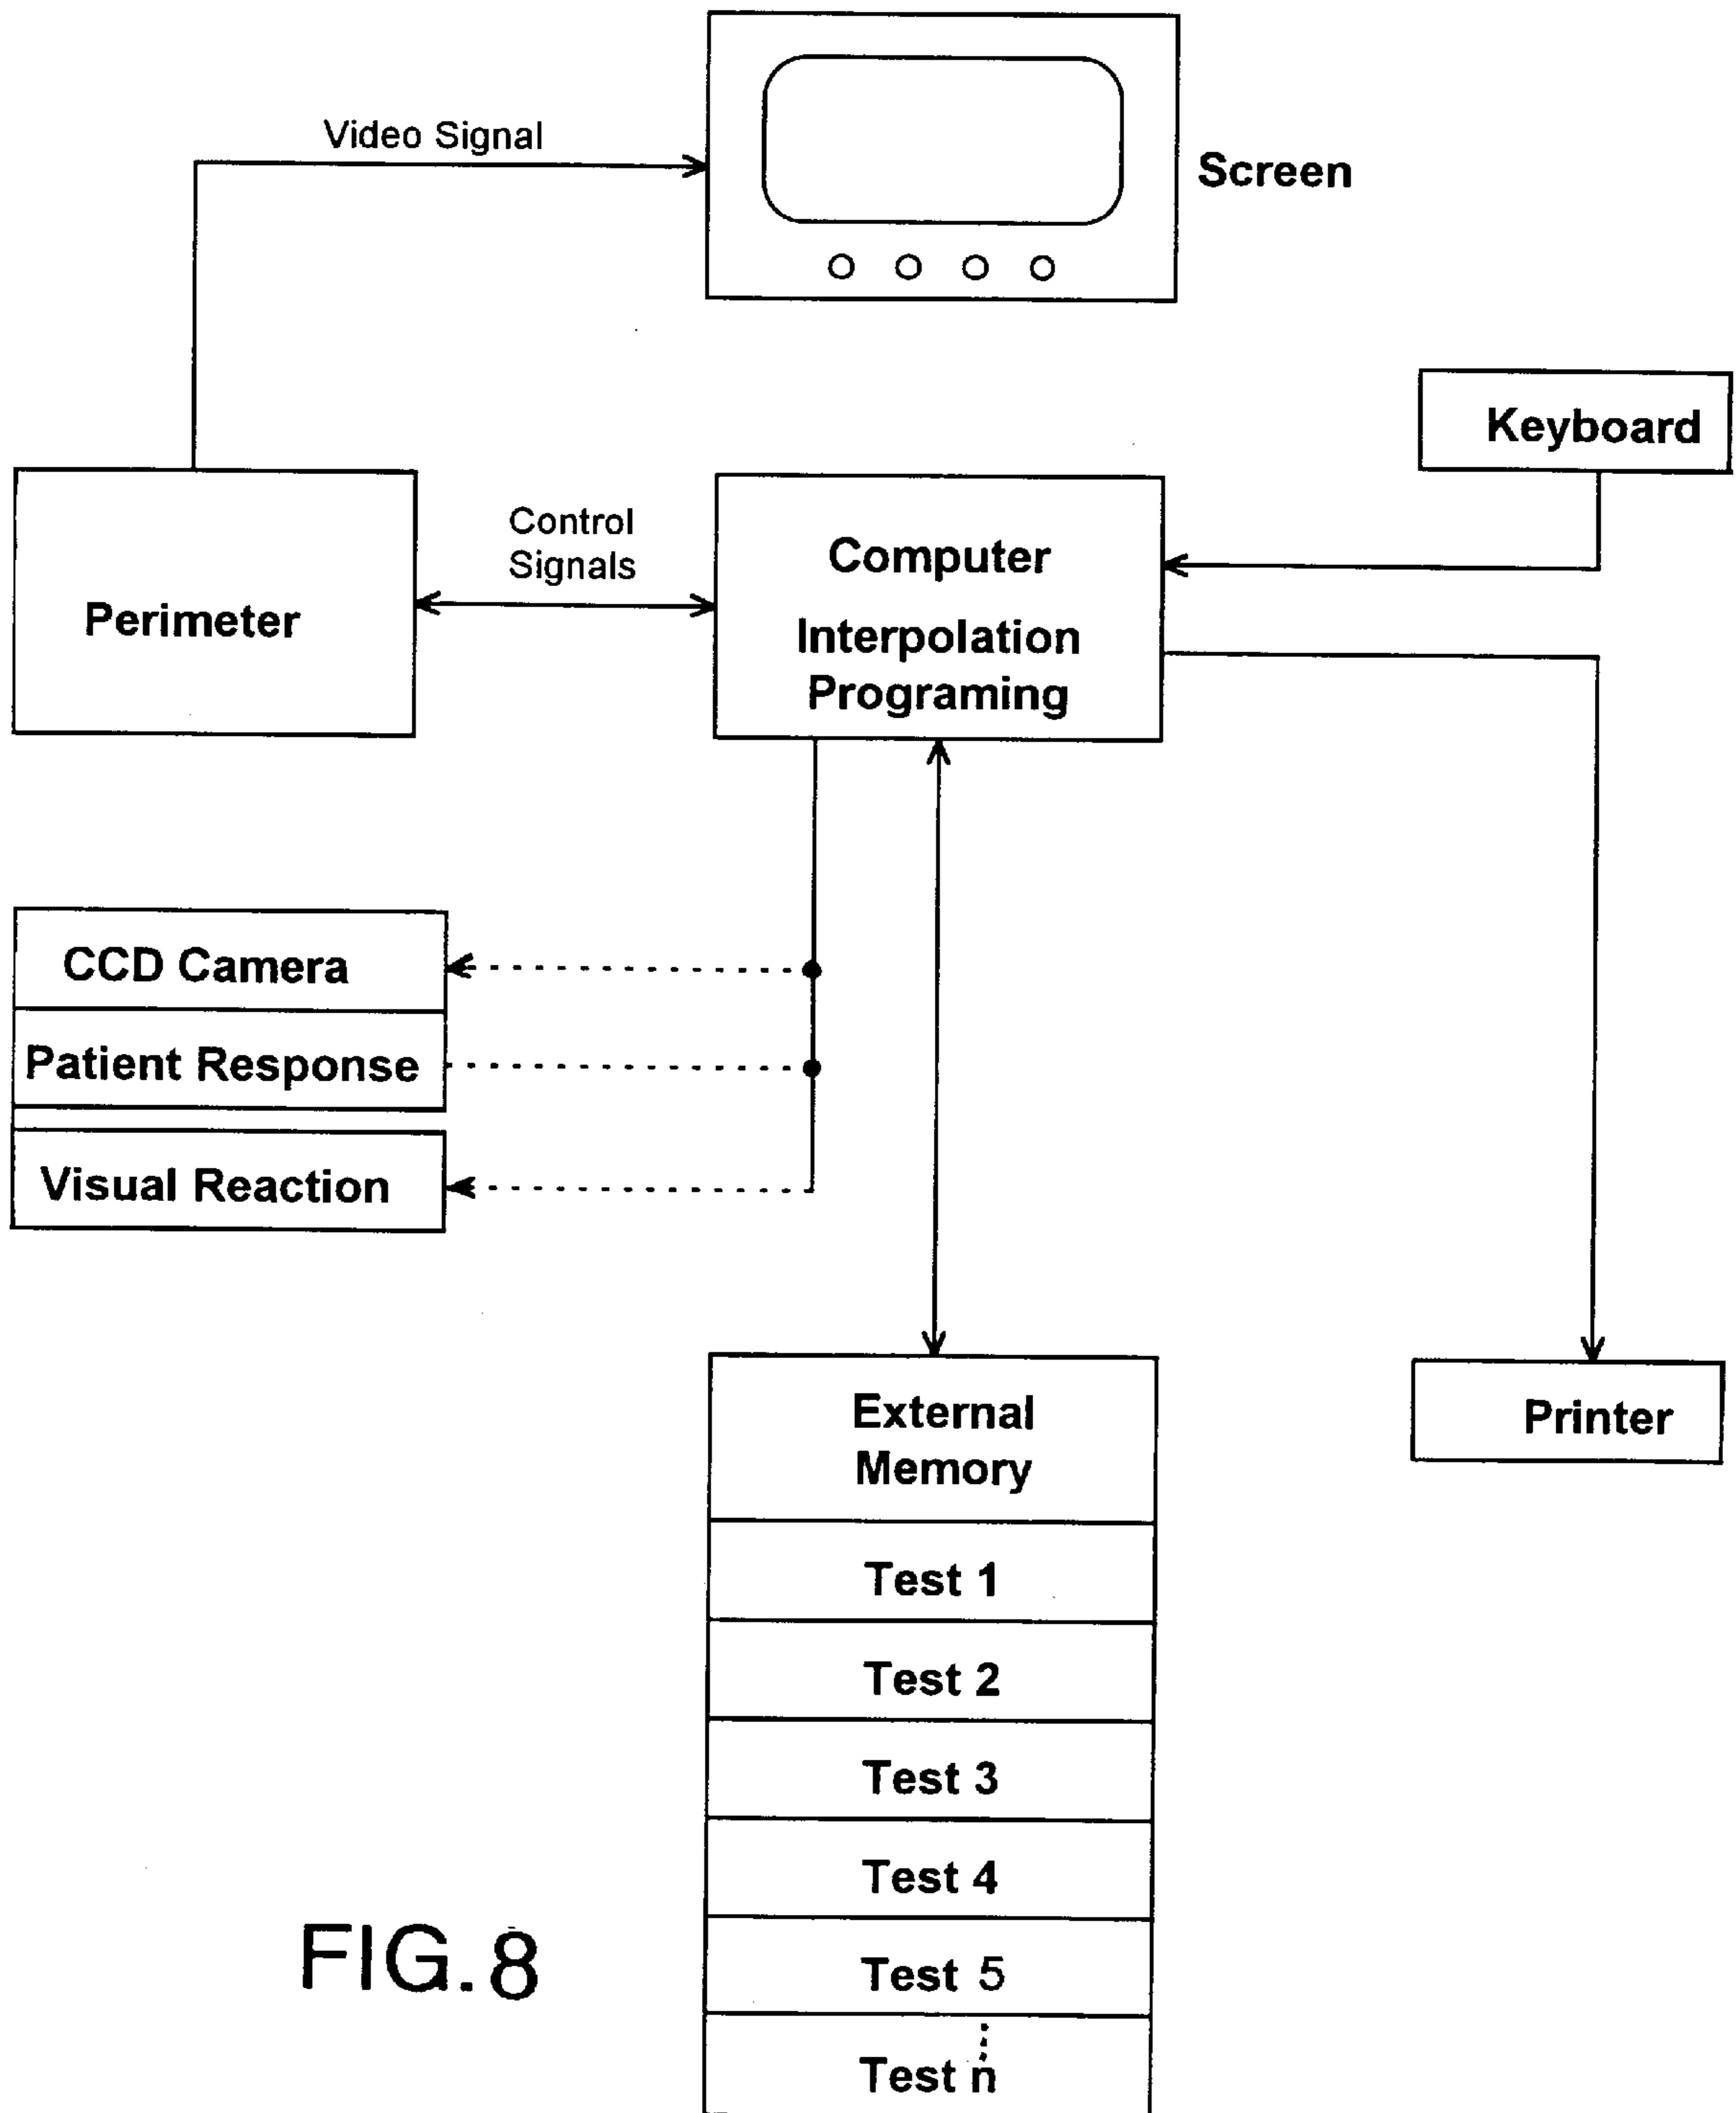 Video Signal
Screen
Keyboard
Control
Signals
Perimeter
Computer
Interpolation
Programing
CCD Camera
Patient Response
Visual Reaction
External
Memory
Printer
Test 1
Test 2
Test 3
Test 4
Test 5
Test n
FIG. 8